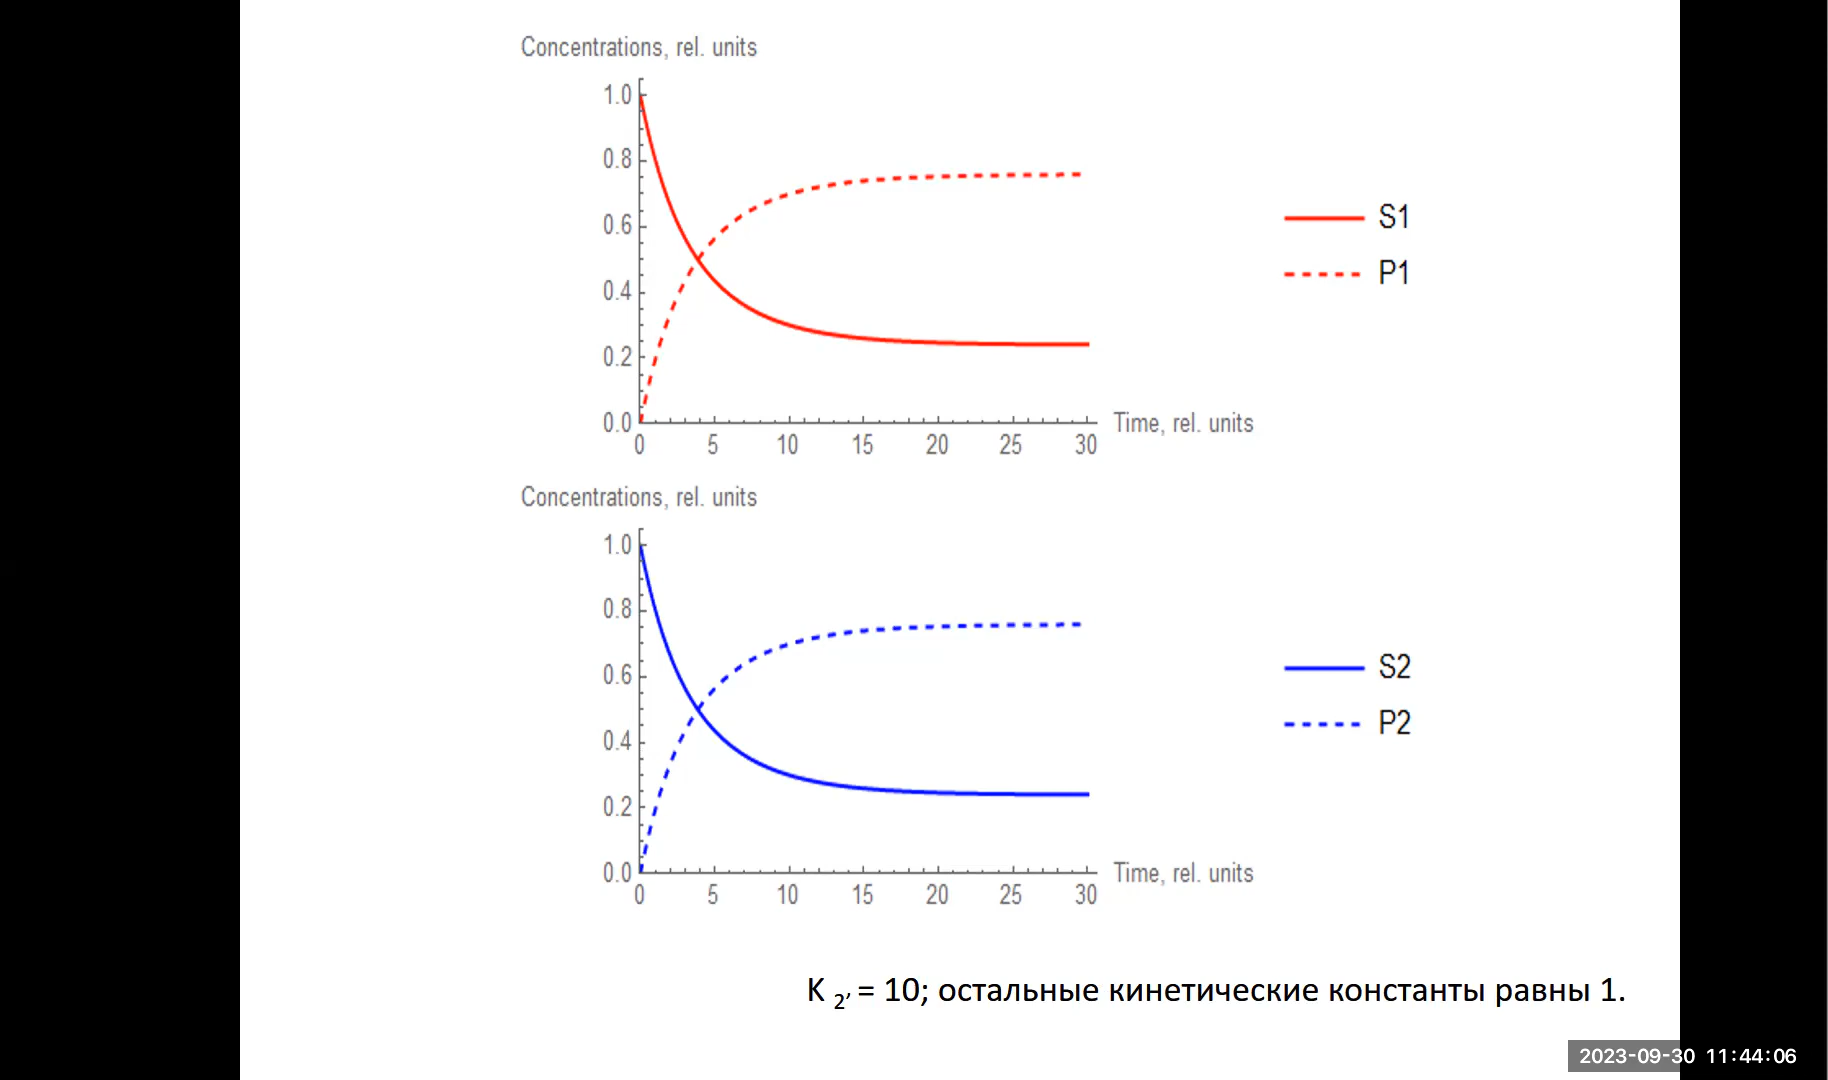 Concentrations, rel. units
1.0
0.8
0.6
0.4
0.2
0.0
0 5 10 15 20 25 30
Time, rel. units
S1
P1
Concentrations, rel. units
1.0
0.8
0.6
0.4
0.2
0.0
0 5 10 15 20 25 30
Time, rel. units
S2
P2
K 2′ = 10; остальные кинетические константы равны 1.
2023-09-30 11:44:06